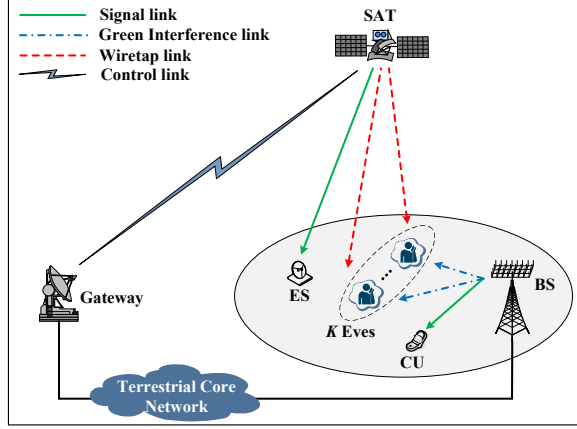 Signal link
Green Interference link
Wiretap link
Control link
SAT
Gateway
ES
K Eves
CU
BS
Terrestrial Core
Network